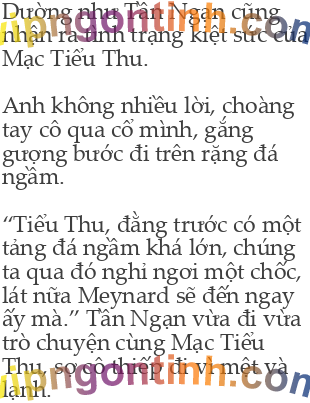 Dường như Tần Ngạn cũng
nhận ra tình trạng kiệt sức của
Mạc Tiểu Thu.
Anh không nhiều lời, choàng
tay cô qua cổ mình, gắng
gượng bước đi trên rặng đá
ngầm.
“Tiểu Thu, đằng trước có một
tảng đá ngầm khá lớn, chúng
ta qua đó nghỉ ngơi một chốc,
lát nữa Meynard sẽ đến ngay
ấy mà.” Tần Ngạn vừa đi vừa
trò chuyện cùng Mạc Tiểu
Thu, sợ cô thiếp đi vì mệt và
lạnh.
vipngontinh.com
vipngontinh.com